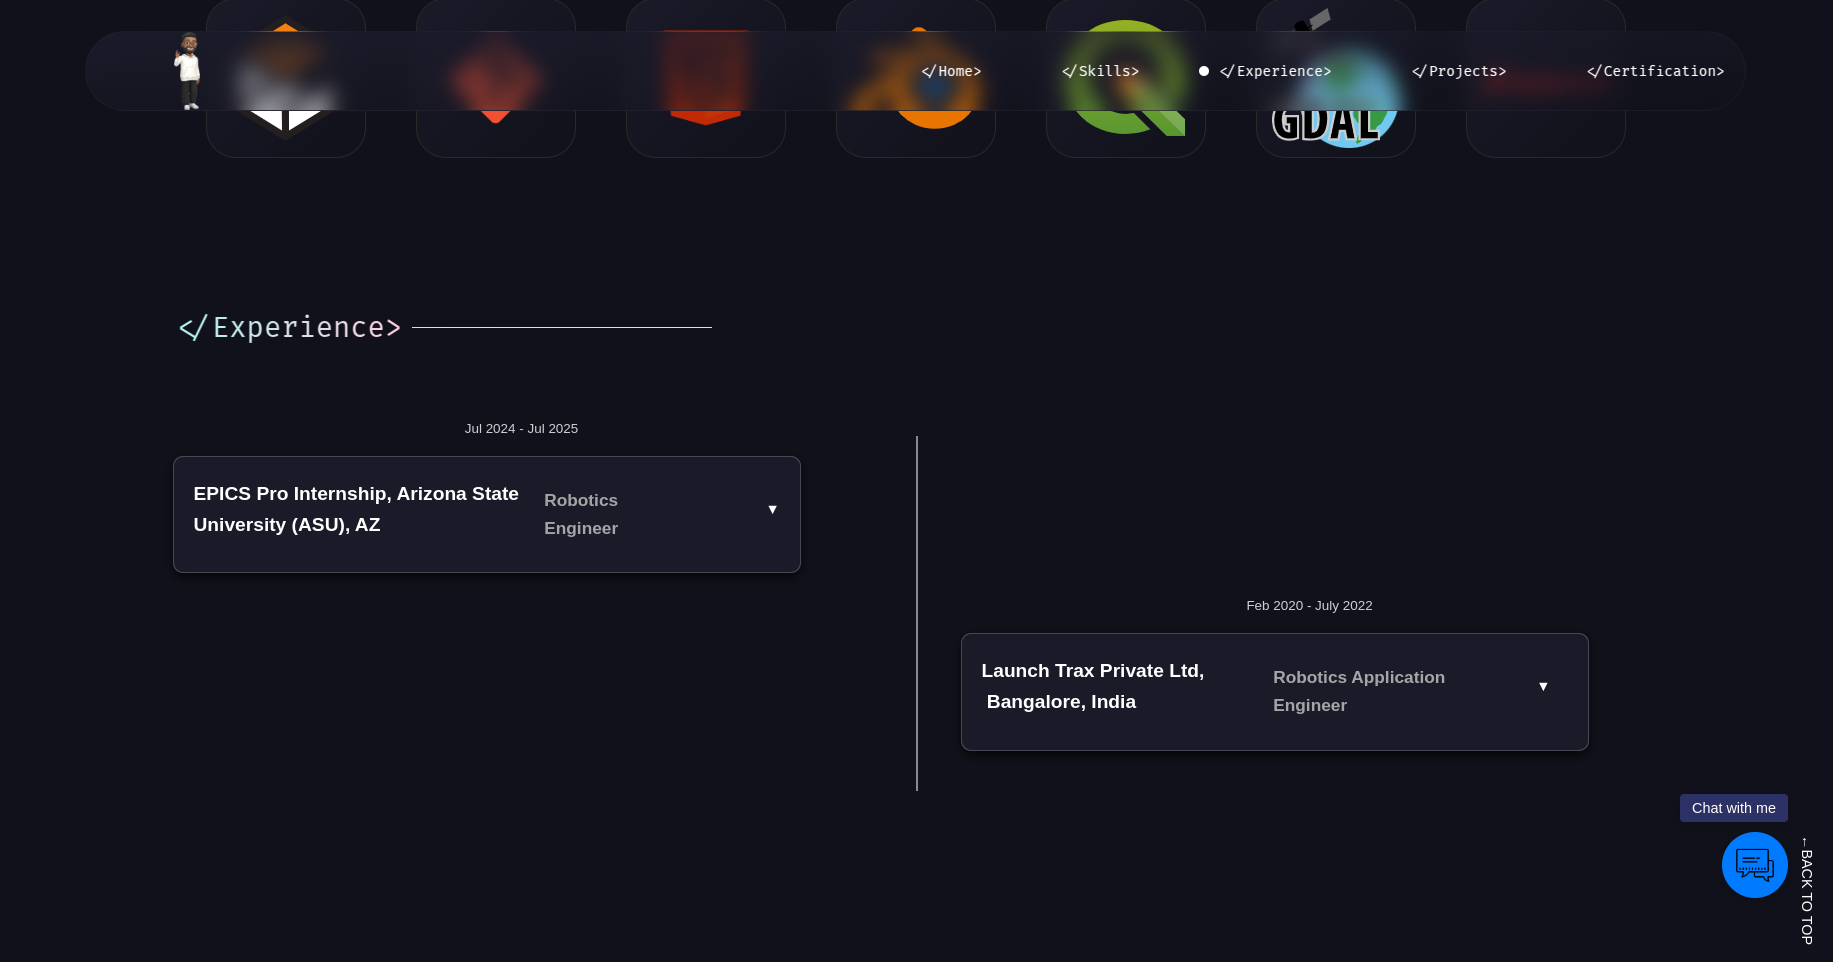 </Home>
</Skills>
</Experience>
</Projects>
</Certification>
GDAL
</Experience>
Jul 2024 - Jul 2025
EPICS Pro Internship, Arizona State
University (ASU), AZ
Robotics
Engineer
▼
Feb 2020 - July 2022
Launch Trax Private Ltd,
Bangalore, India
Robotics Application
Engineer
▼
Chat with me
←BACK TO TOP